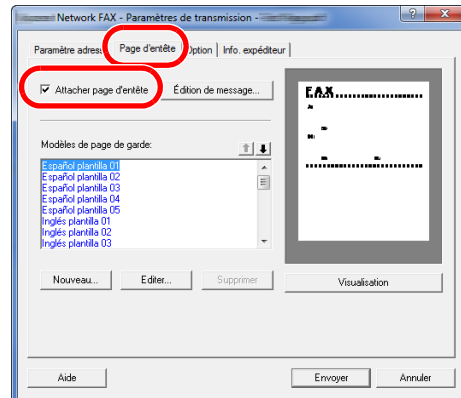 Network FAX - Paramètres de transmission -
Paramètre adres
Page d'entête
Option
Info. expéditeur
Attacher page d'entête
Édition de message...
Modèles de page de garde:
Español plantilla 01
Español plantilla 02
Español plantilla 03
Español plantilla 04
Español plantilla 05
Inglés plantilla 01
Inglés plantilla 02
Inglés plantilla 03
FAX
Nouveau...
Editer...
Supprimer
Visualisation
Aide
Envoyer
Annuler